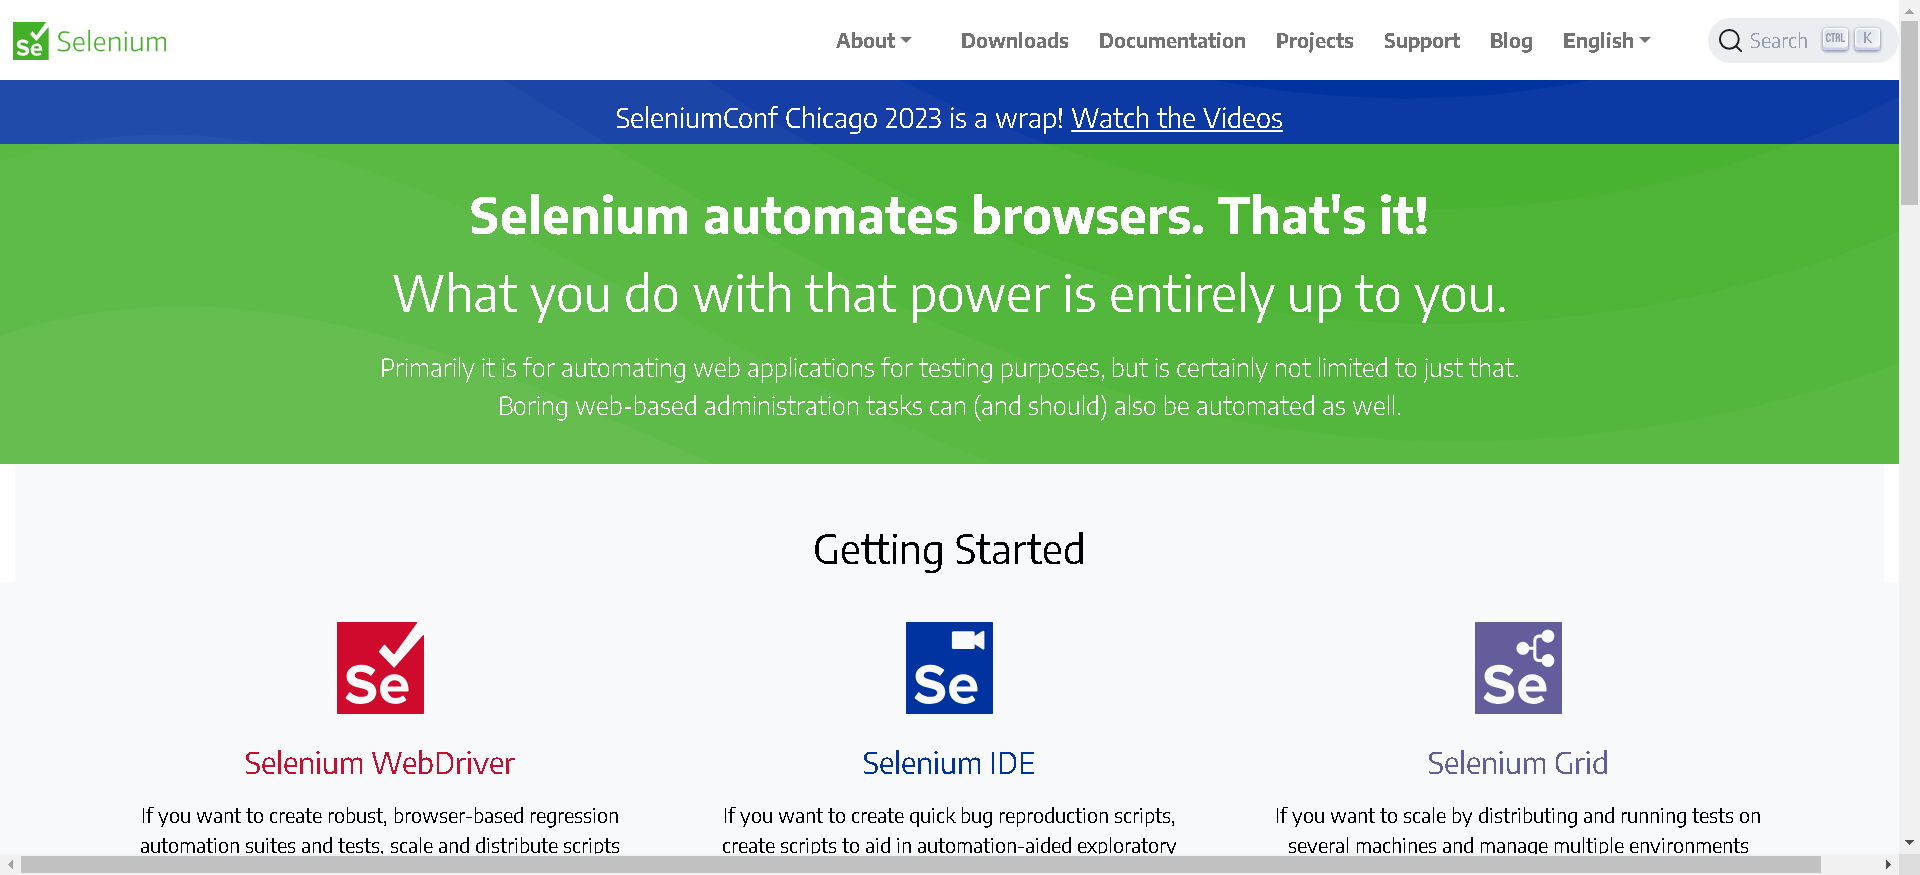 Se Selenium
About Downloads Documentation Projects Support Blog English Search CTRL K
SeleniumConf Chicago 2023 is a wrap! Watch the Videos
Selenium automates browsers. That's it!
What you do with that power is entirely up to you.
Primarily it is for automating web applications for testing purposes, but is certainly not limited to just that.
Boring web-based administration tasks can (and should) also be automated as well.
Getting Started
Se
Selenium WebDriver
If you want to create robust, browser-based regression
automation suites and tests, scale and distribute scripts
Se
Selenium IDE
If you want to create quick bug reproduction scripts,
create scripts to aid in automation-aided exploratory
Se
Selenium Grid
If you want to scale by distributing and running tests on
several machines and manage multiple environments